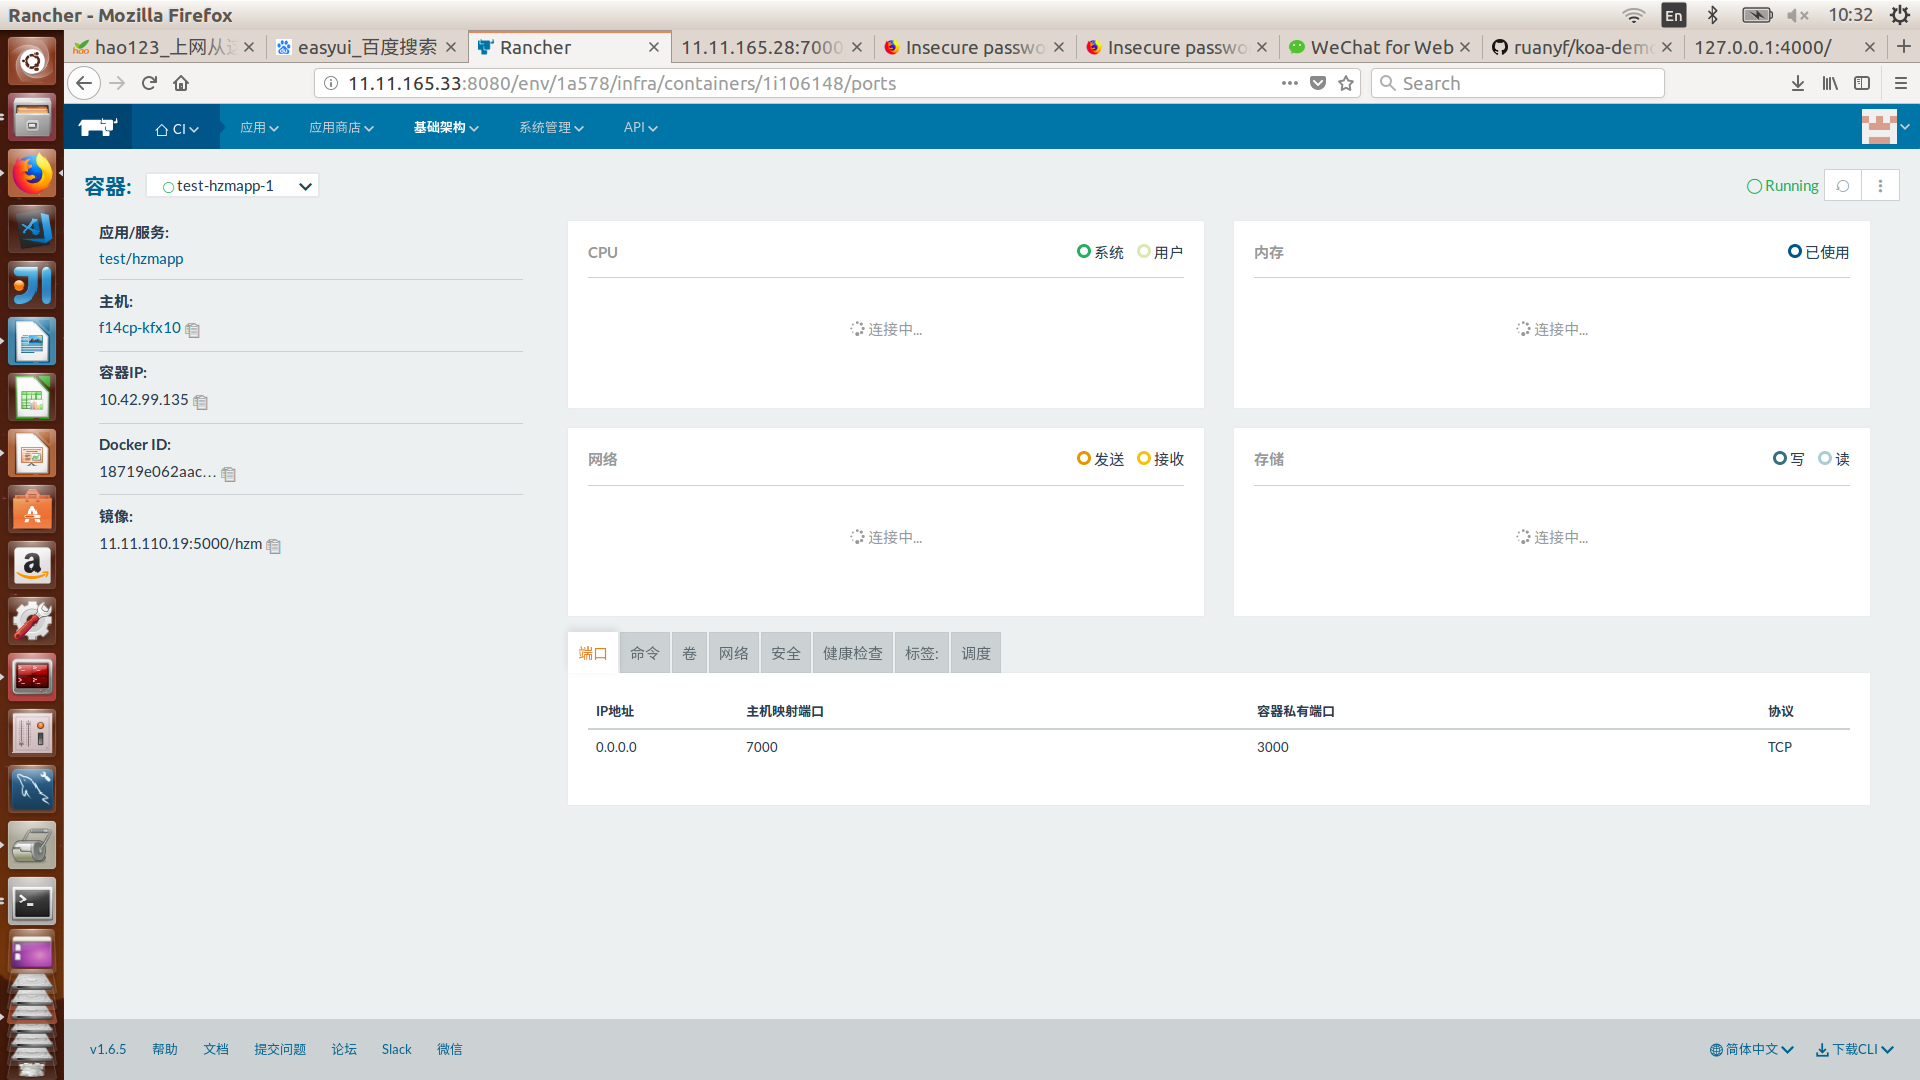 Rancher - Mozilla Firefox
En
10:32
hao123_上网从
easyui_百度搜索
Rancher
11.11.165.28:7000
Insecure passwo
Insecure passwo
WeChat for Web
ruanyf/koa-dem
127.0.0.1:4000/
11.11.165.33:8080/env/1a578/infra/containers/1i106148/ports
Search
CI
应用
应用商店
基础架构
系统管理
API
容器:
test-hzmapp-1
Running
应用/服务:
test/hzmapp
主机:
f14cp-kfx10
容器IP:
10.42.99.135
Docker ID:
18719e062aac...
镜像:
11.11.110.19:5000/hzm
CPU
系统
用户
连接中...
内存
已使用
连接中...
网络
发送
接收
连接中...
存储
写
读
连接中...
端口
命令
卷
网络
安全
健康检查
标签:
调度
IP地址
主机映射端口
容器私有端口
协议
0.0.0.0
7000
3000
TCP
v1.6.5
帮助
文档
提交问题
论坛
Slack
微信
简体中文
下载CLI